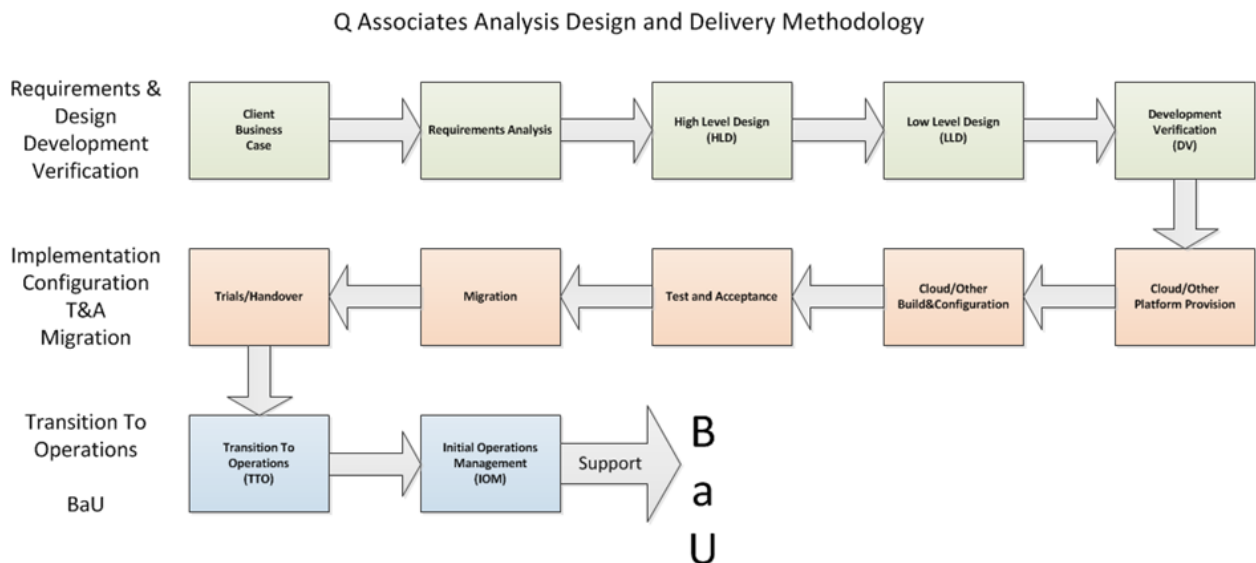 Q Associates Analysis Design and Delivery Methodology
Requirements &
Design
Development
Verification
Client
Business
Case
Requirements Analysis
High Level Design
(HLD)
Low Level Design
(LLD)
Development
Verification
(DV)
Implementation
Configuration
T&A
Migration
Trials/Handover
Migration
Test and Acceptance
Cloud/Other
Build&Configuration
Cloud/Other
Platform Provision
Transition To
Operations
BaU
Transition To
Operations
(TTO)
Initial Operations
Management
(IOM)
Support
B
a
U